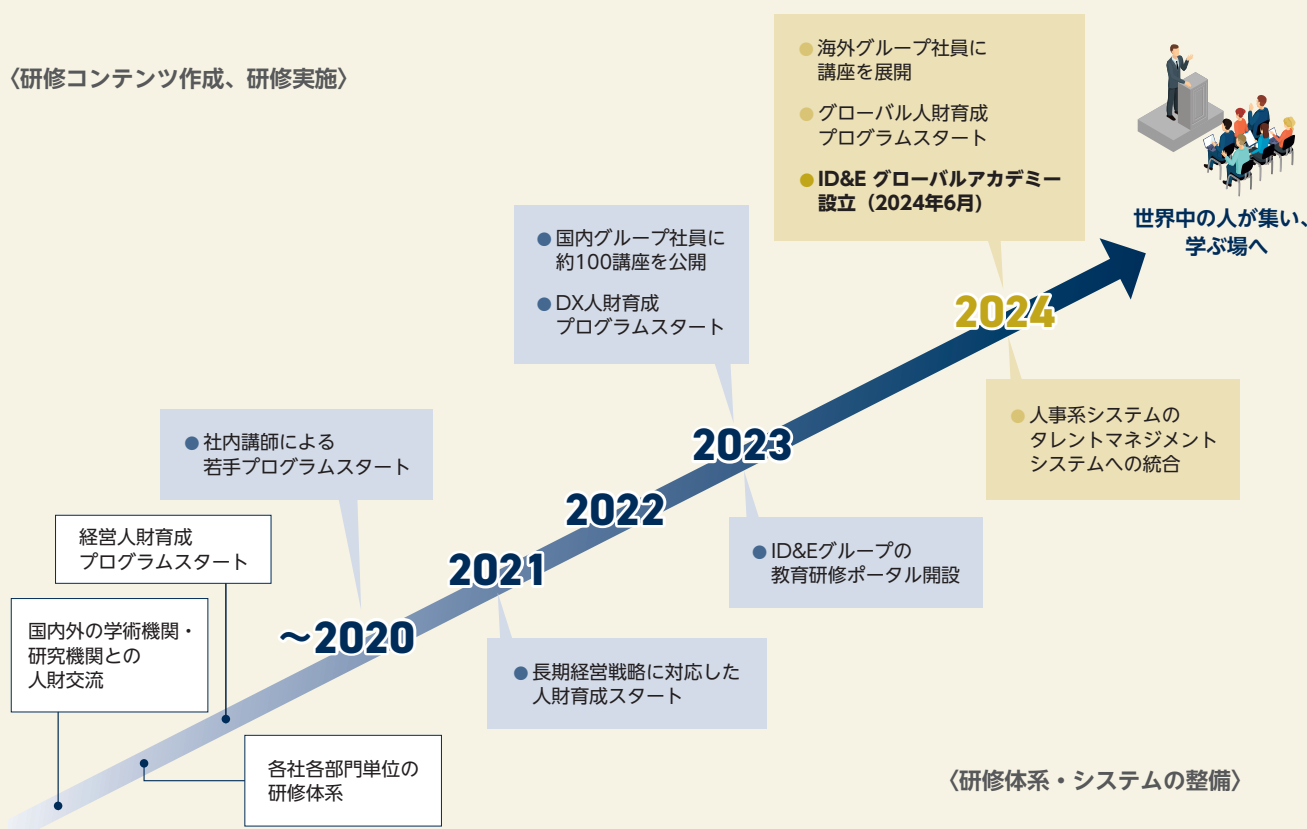 〈研修コンテンツ作成、研修実施〉
● 海外グループ社員に
講座を展開
● グローバル人財育成
プログラムスタート
● ID&E グローバルアカデミー
設立（2024年6月）
世界中の人が集い、
学ぶ場へ
● 国内グループ社員に
約100講座を公開
● DX人財育成
プログラムスタート
2024
● 人事系システムの
タレントマネジメント
システムへの統合
● 社内講師による
若手プログラムスタート
2023
2022
● ID&Eグループの
教育研修ポータル開設
経営人財育成
プログラムスタート
2021
国内外の学術機関・
研究機関との
人財交流
〜2020
● 長期経営戦略に対応した
人財育成スタート
各社各部門単位の
研修体系
〈研修体系・システムの整備〉